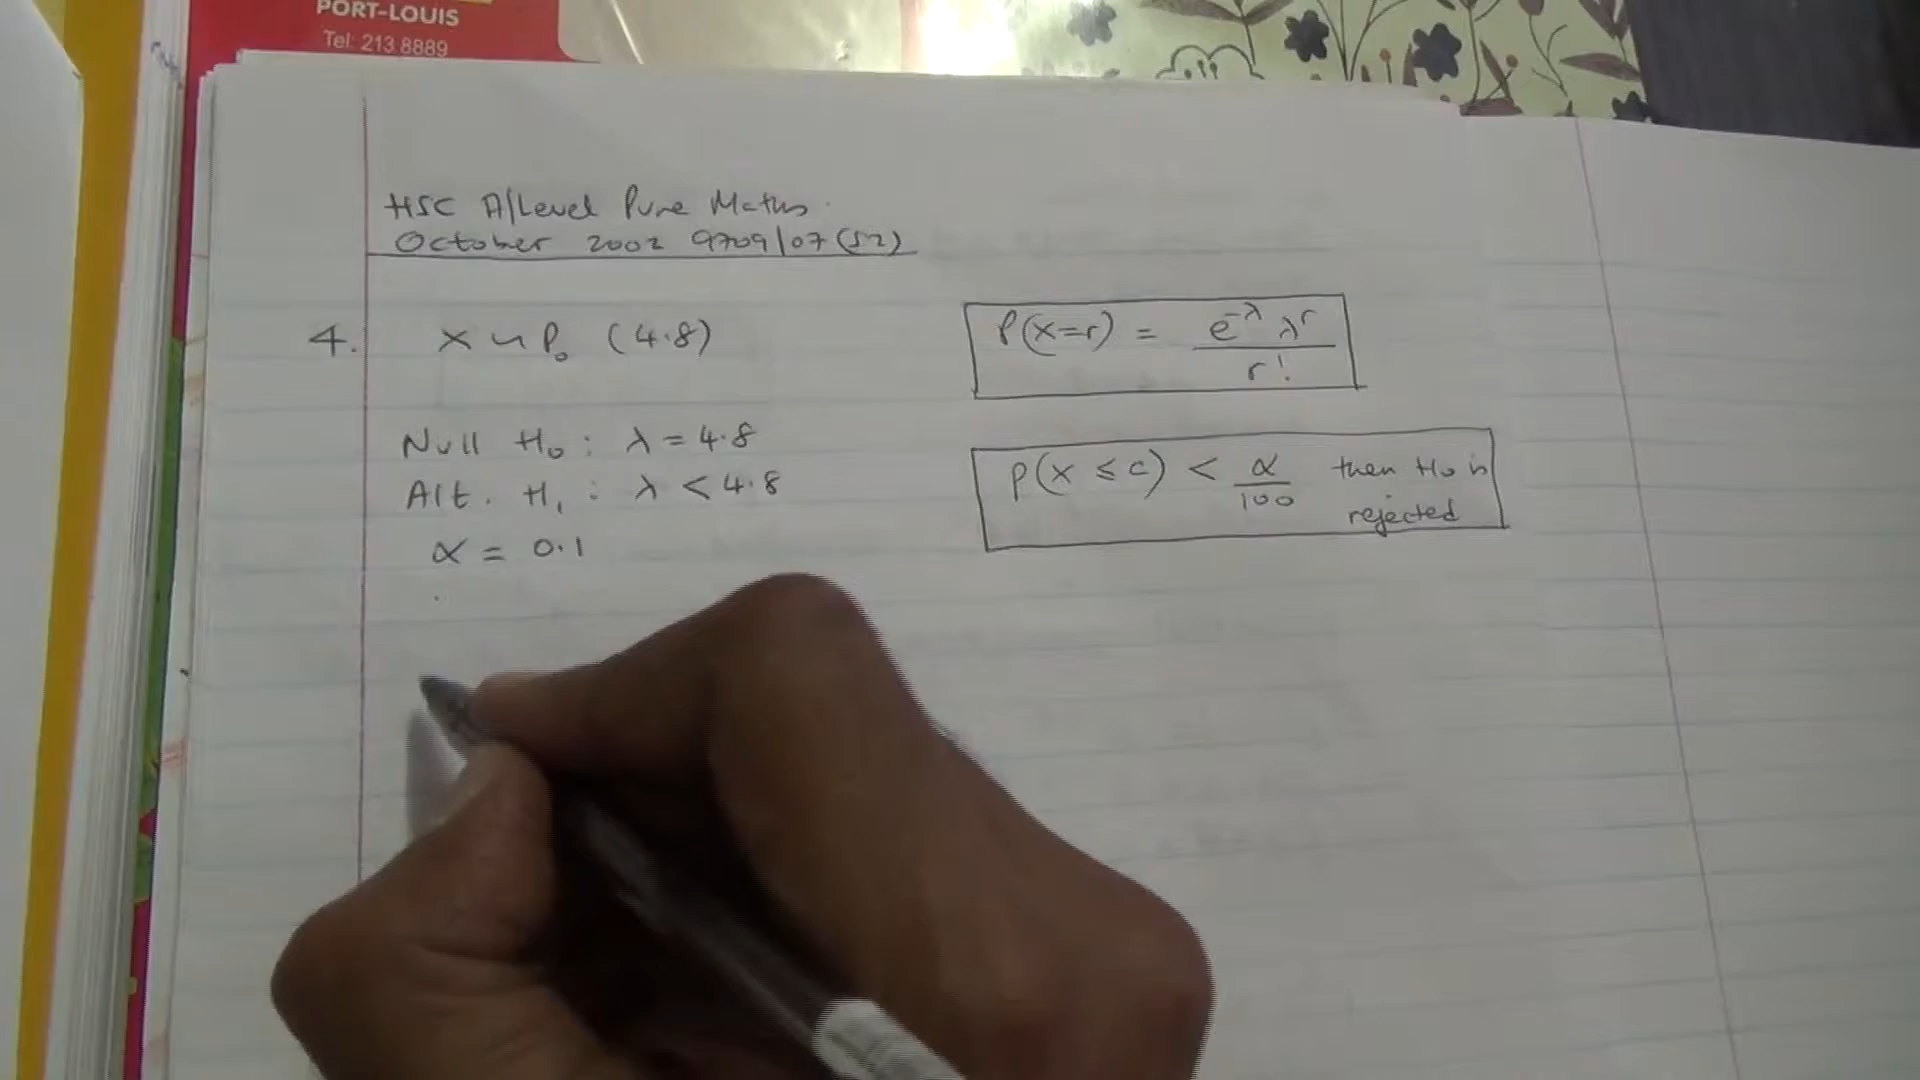 PORT-LOUIS
Tel: 213 8889
HSC A/Level Pure Maths
October 2002 9709/07 (S2)
4. X ~ Po (4.8)
P(X=r) = e^-λ λ^r / r!
Null H₀ : λ = 4.8
Alt. H₁ : λ < 4.8
α = 0.1
P(X ≤ c) < α/100 then H₀ is
rejected